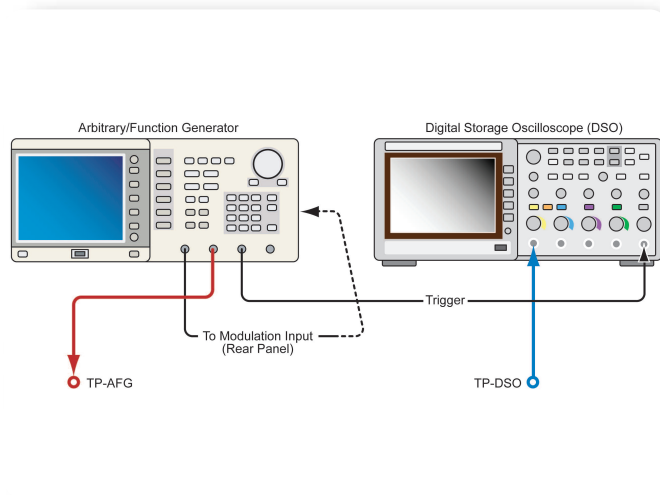 Arbitrary/Function Generator
Digital Storage Oscilloscope (DSO)
Trigger
To Modulation Input
(Rear Panel)
TP-AFG
TP-DSO